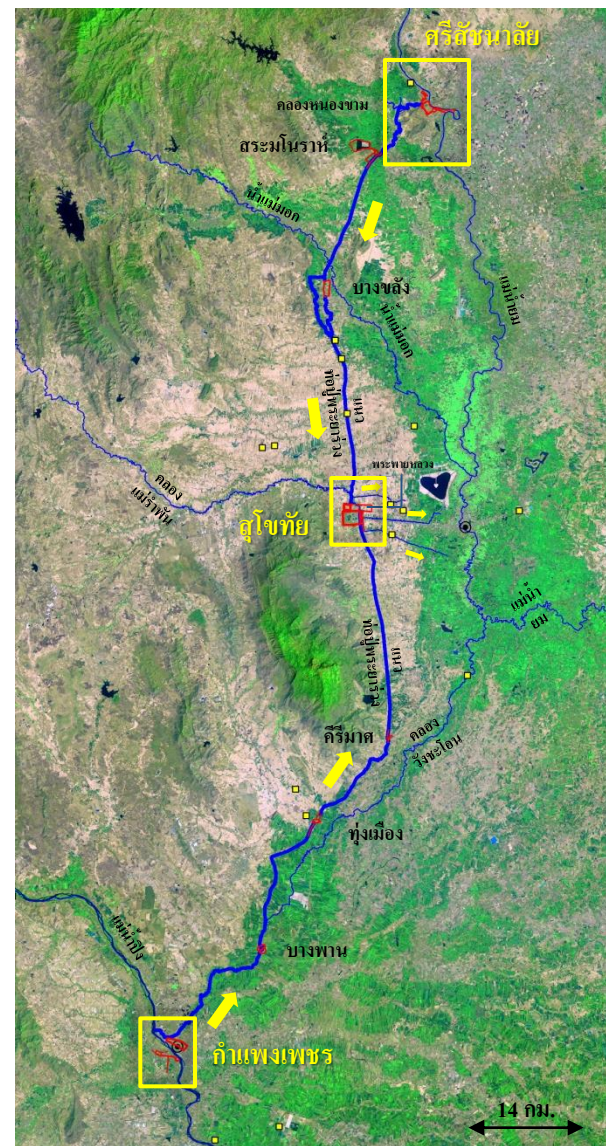 ศรีสัชนาลัย
คลองหนองขาม
สระมโนราห์
น้ำแม่มอก
บางขลัง
แม่น้ำยม
น้ำแม่มอก
แนว
ท่อปู่พระยาร่วง
พระพายหลวง
คลอง
แม่รำพัน
สุโขทัย
แม่น้ำ
ยม
แนว
ท่อปู่พระยาร่วง
คีรีมาศ
คลอง
วังชะโอน
ทุ่งเมือง
แม่น้ำปิง
บางพาน
กำแพงเพชร
14 กม.